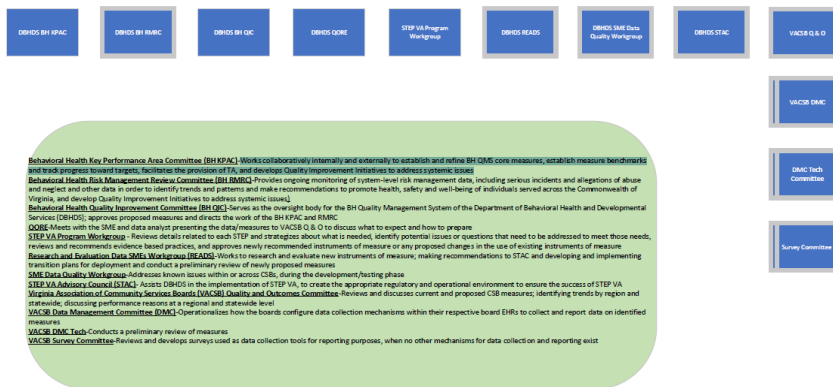 DBHDS BH KPAC
DBHDS BH RMRC
DBHDS BH QIC
DBHDS QORE
STEP VA Program
Workgroup
DBHDS READS
DBHDS SME Data
Quality Workgroup
DBHDS STAC
VACSB Q & O
VACSB DMC
DMC Tech
Committee
Survey Committee
Behavioral Health Key Performance Area Committee (BH KPAC)-Works collaboratively internally and externally to establish and refine BH QMS core measures, establish measure benchmarks
and track progress toward targets, facilitates the provision of TA, and develops Quality Improvement Initiatives to address systemic issues
Behavioral Health Risk Management Review Committee (BH RMRC)-Provides ongoing monitoring of system-level risk management data, including serious incidents and allegations of abuse
and neglect and other data in order to identify trends and patterns and make recommendations to promote health, safety and well-being of individuals served across the Commonwealth of
Virginia, and develop Quality Improvement Initiatives to address systemic issues)
Behavioral Health Quality Improvement Committee (BH QIC)-Serves as the oversight body for the BH Quality Management System of the Department of Behavioral Health and Developmental
Services (DBHDS); approves proposed measures and directs the work of the BH KPAC and RMRC
QORE-Meets with the SME and data analyst presenting the data/measures to VACSB Q & O to discuss what to expect and how to prepare
STEP VA Program Workgroup - Reviews details related to each STEP and strategizes about what is needed, identify potential issues or questions that need to be addressed to meet those needs,
reviews and recommends evidence based practices, and approves newly recommended instruments of measure or any proposed changes in the use of existing instruments of measure
Research and Evaluation Data SMEs Workgroup (READS)-Works to research and evaluate new instruments of measure; making recommendations to STAC and developing and implementing
transition plans for deployment and conduct a preliminary review of newly proposed measures
SME Data Quality Workgroup-Addresses known issues within or across CSBs, during the development/testing phase
STEP VA Advisory Council (STAC)- Assists DBHDS in the implementation of STEP VA, to create the appropriate regulatory and operational environment to ensure the success of STEP VA
Virginia Association of Community Services Boards (VACSB) Quality and Outcomes Committee-Reviews and discusses current and proposed CSB measures; identifying trends by region and
statewide; discussing performance reasons at a regional and statewide level
VACSB Data Management Committee (DMC)-Operationalizes how the boards configure data collection mechanisms within their respective board EHRs to collect and report data on identified
measures
VACSB DMC Tech-Conducts a preliminary review of measures
VACSB Survey Committee-Reviews and develops surveys used as data collection tools for reporting purposes, when no other mechanisms for data collection and reporting exist